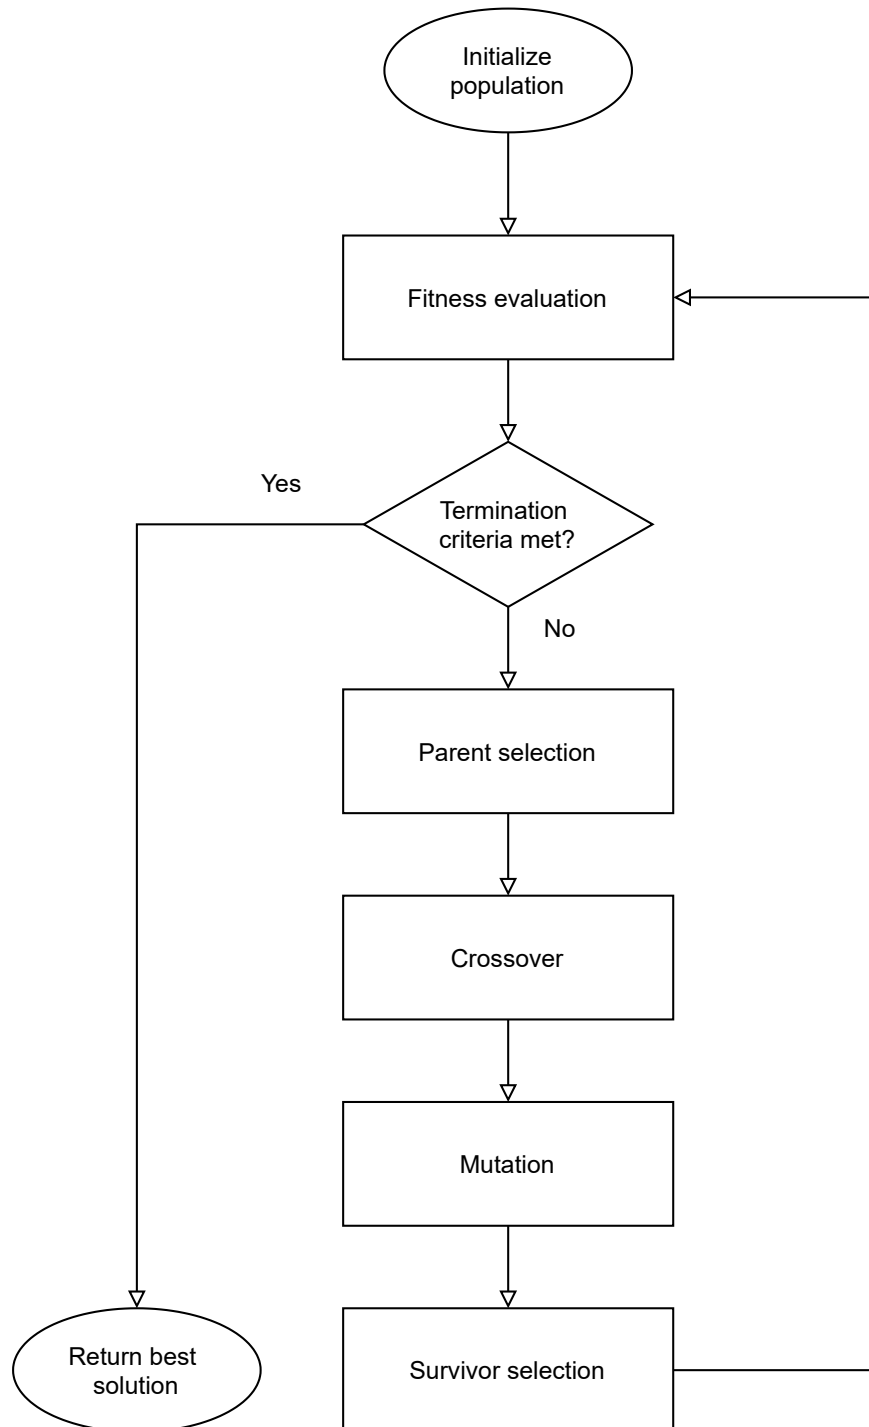 Initialize
population
Fitness evaluation
Yes
Termination
criteria met?
No
Parent selection
Crossover
Mutation
Return best
solution
Survivor selection